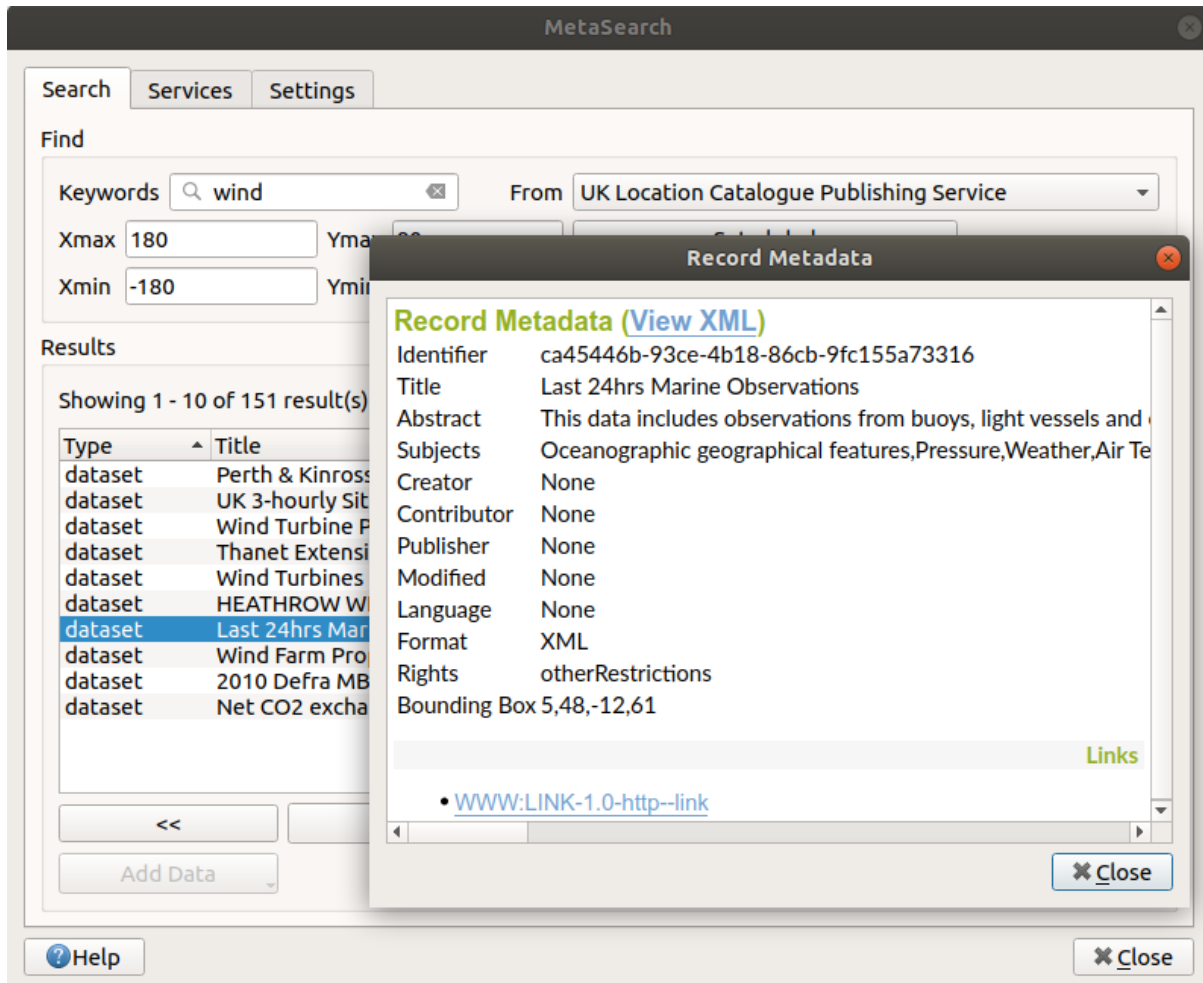 MetaSearch
Search Services Settings
Find
Keywords wind From UK Location Catalogue Publishing Service
Xmax 180
Xmin -180
Results
Showing 1 - 10 of 151 result(s)
Type Title
dataset Perth & Kinross
dataset UK 3-hourly Sit
dataset Wind Turbine P
dataset Thanet Extensi
dataset Wind Turbines
dataset HEATHROW WI
dataset Last 24hrs Mar
dataset Wind Farm Pro
dataset 2010 Defra MB
dataset Net CO2 excha
<<
Add Data
Help
Close
Record Metadata
Record Metadata (View XML)
Identifier ca45446b-93ce-4b18-86cb-9fc155a73316
Title Last 24hrs Marine Observations
Abstract This data includes observations from buoys, light vessels and
Subjects Oceanographic geographical features,Pressure,Weather,Air Te
Creator None
Contributor None
Publisher None
Modified None
Language None
Format XML
Rights otherRestrictions
Bounding Box 5,48,-12,61
Links
WWW:LINK-1.0-http--link
Close